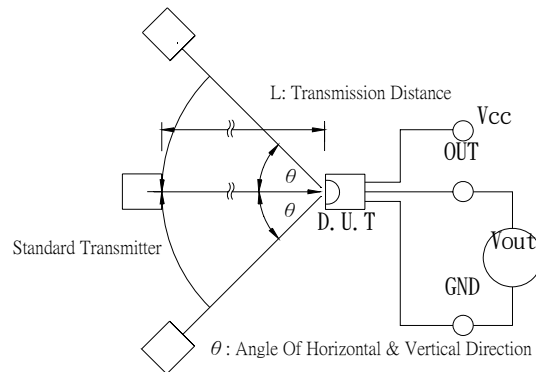 L: Transmission Distance
Vcc
OUT
θ
θ
D. U. T
Standard Transmitter
Vout
GND
θ : Angle Of Horizontal & Vertical Direction